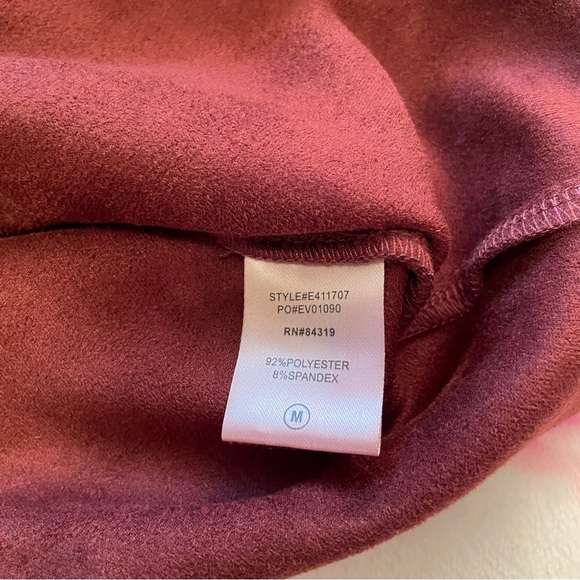 STYLE#E411707
PO#EV01090
RN#84319
92%POLYESTER
8%SPANDEX
M